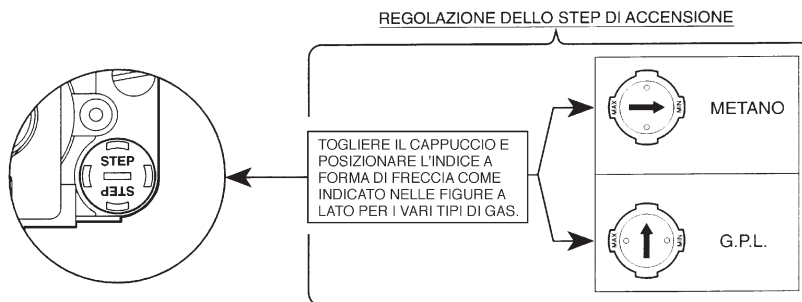 REGOLAZIONE DELLO STEP DI ACCENSIONE
STEP
STEP
TOGLIERE IL CAPPUCCIO E
POSIZIONARE L'INDICE A
FORMA DI FRECCIA COME
INDICATO NELLE FIGURE A
LATO PER I VARI TIPI DI GAS.
MAX
MIN
METANO
MAX
MIN
G.P.L.